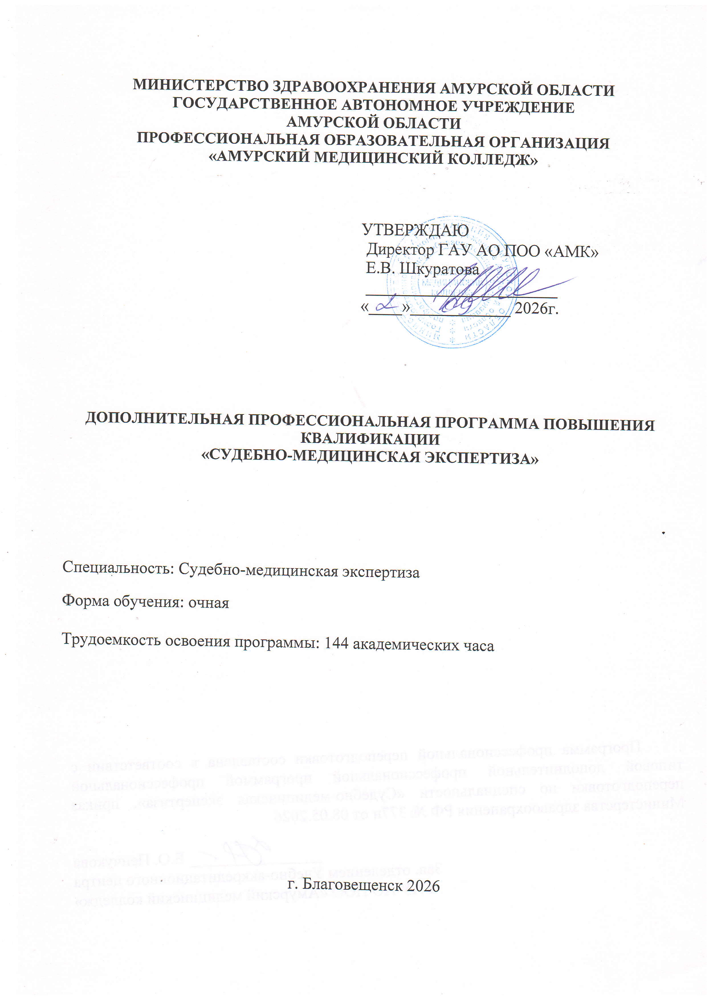 МИНИСТЕРСТВО ЗДРАВООХРАНЕНИЯ АМУРСКОЙ ОБЛАСТИ
ГОСУДАРСТВЕННОЕ АВТОНОМНОЕ УЧРЕЖДЕНИЕ
АМУРСКОЙ ОБЛАСТИ
ПРОФЕССИОНАЛЬНАЯ ОБРАЗОВАТЕЛЬНАЯ ОРГАНИЗАЦИЯ
«АМУРСКИЙ МЕДИЦИНСКИЙ КОЛЛЕДЖ»
УТВЕРЖДАЮ
Директор ГАУ АО ПОО «АМК»
Е.В. Шкуратова
«____»____________ 2026г.
ДОПОЛНИТЕЛЬНАЯ ПРОФЕССИОНАЛЬНАЯ ПРОГРАММА ПОВЫШЕНИЯ
КВАЛИФИКАЦИИ
«СУДЕБНО-МЕДИЦИНСКАЯ ЭКСПЕРТИЗА»
Специальность: Судебно-медицинская экспертиза
Форма обучения: очная
Трудоемкость освоения программы: 144 академических часа
г. Благовещенск 2026